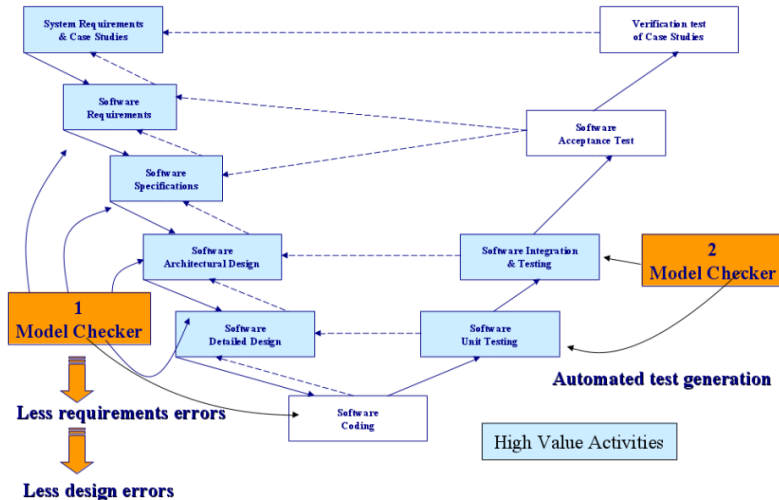 System Requirements
& Case Studies
Verification test
of Case Studies
Software
Requirements
Software
Acceptance Test
Software
Specifications
Software
Architectural Design
Software Integration
& Testing
2
Model Checker
1
Model Checker
Software
Detailed Design
Software
Unit Testing
Automated test generation
Less requirements errors
Software
Coding
High Value Activities
Less design errors